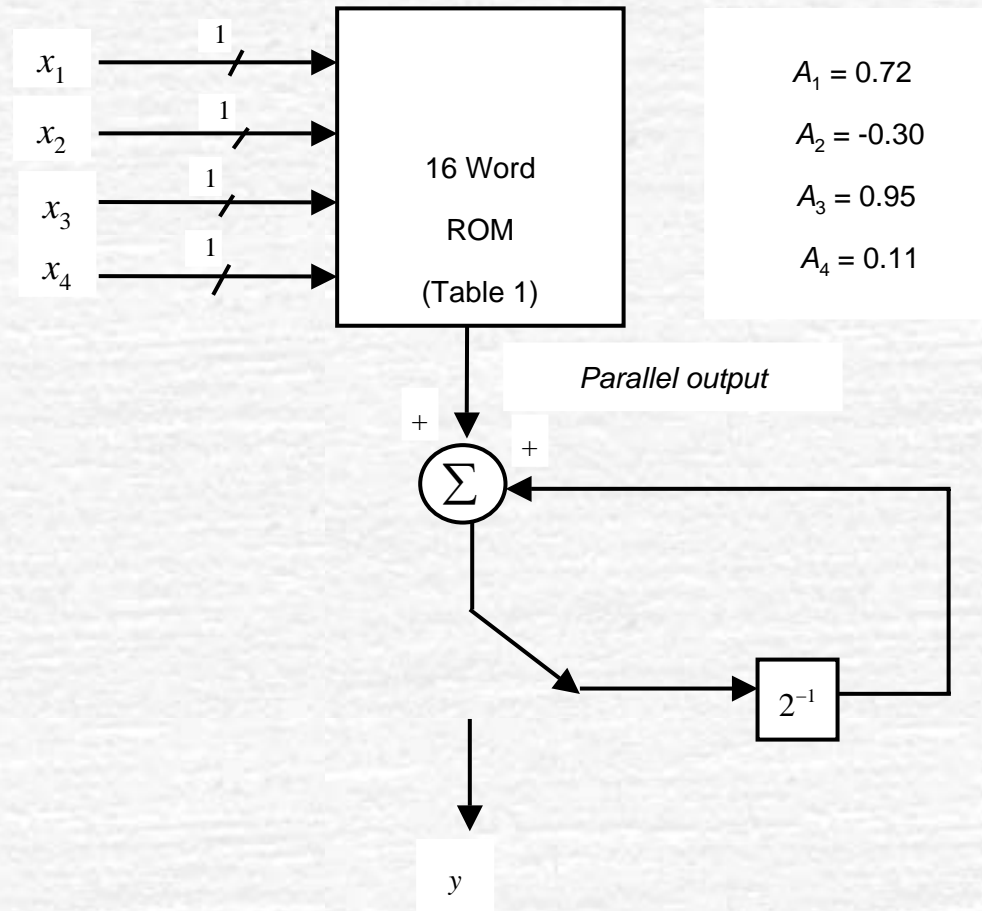 1
x₁
1
x₂
1
x₃
1
x₄
16 Word
ROM
(Table 1)
A₁ = 0.72
A₂ = -0.30
A₃ = 0.95
A₄ = 0.11
Parallel output
+
+
Σ
2⁻¹
y